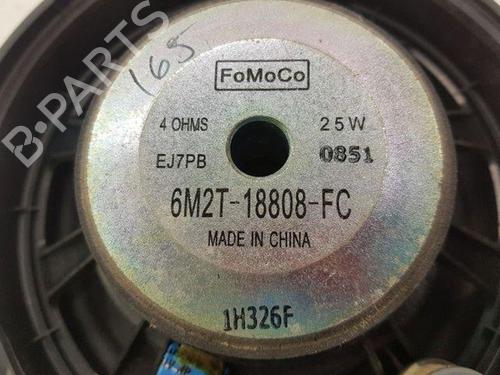 165
FoMoCo
4 OHMS 25W
EJ7PB 0851
6M2T-18808-FC
MADE IN CHINA
1H326F
B-PARTS